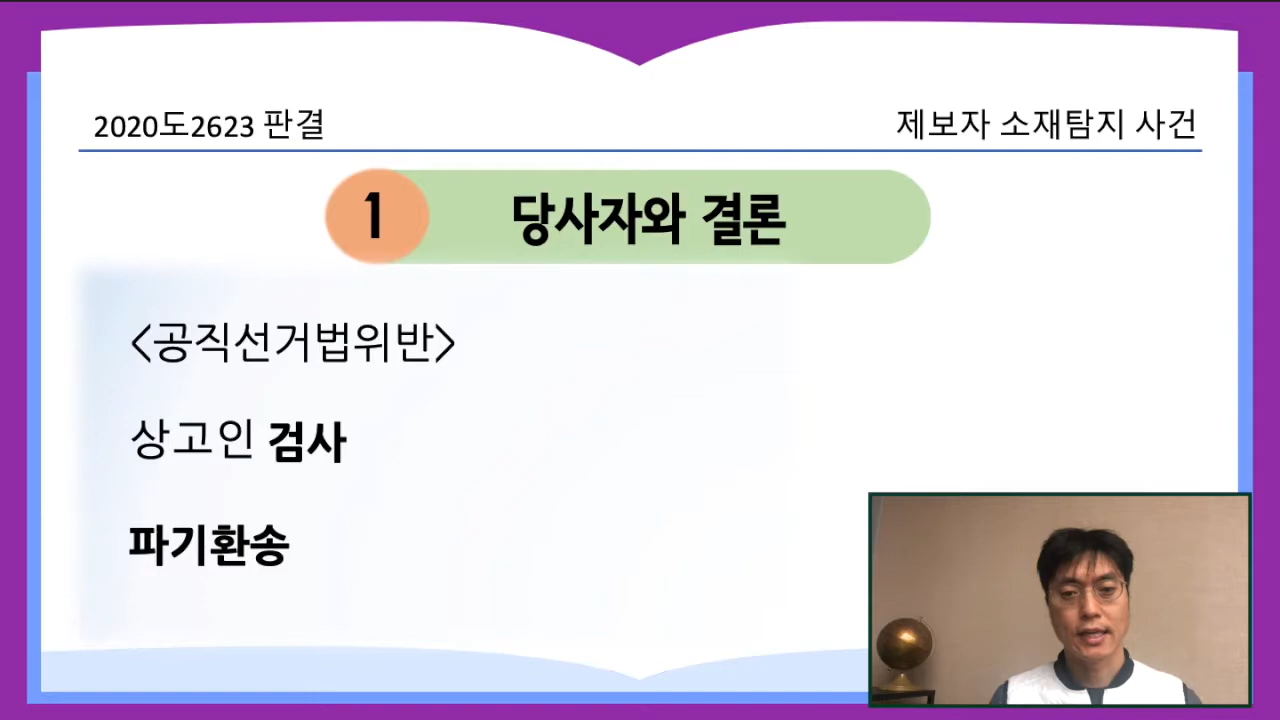 2020도2623 판결
제보자 소재탐지 사건
1 당사자와 결론
<공직선거법위반>
상고인 검사
파기환송